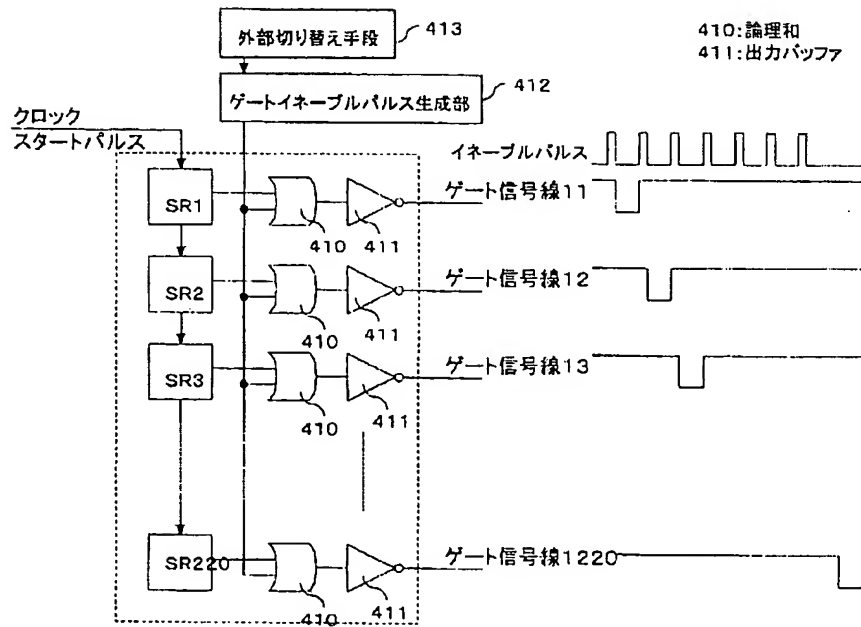 外部切り替え手段
413
410:論理和
411:出力バッファ
ゲートイネーブルパルス生成部
412
クロック
スタートパルス
イネーブルパルス
SR1
410
411
ゲート信号線11
SR2
410
411
ゲート信号線12
SR3
410
411
ゲート信号線13
SR220
410
411
ゲート信号線1220